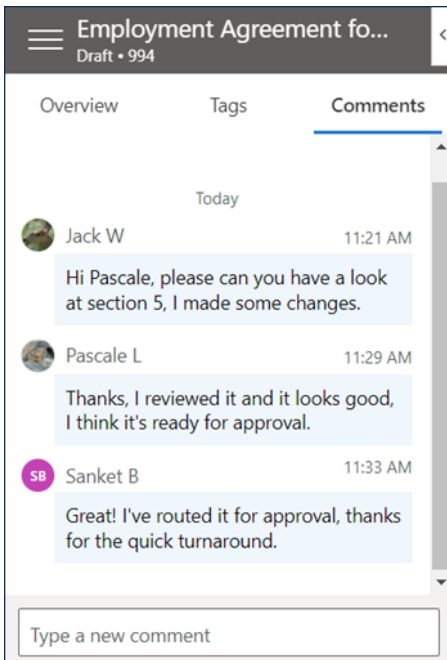 Employment Agreement fo...
Draft • 994
Overview
Tags
Comments
Today
Jack W
11:21 AM
Hi Pascale, please can you have a look
at section 5, I made some changes.
Pascale L
11:29 AM
Thanks, I reviewed it and it looks good,
I think it's ready for approval.
SB
Sanket B
11:33 AM
Great! I've routed it for approval, thanks
for the quick turnaround.
Type a new comment